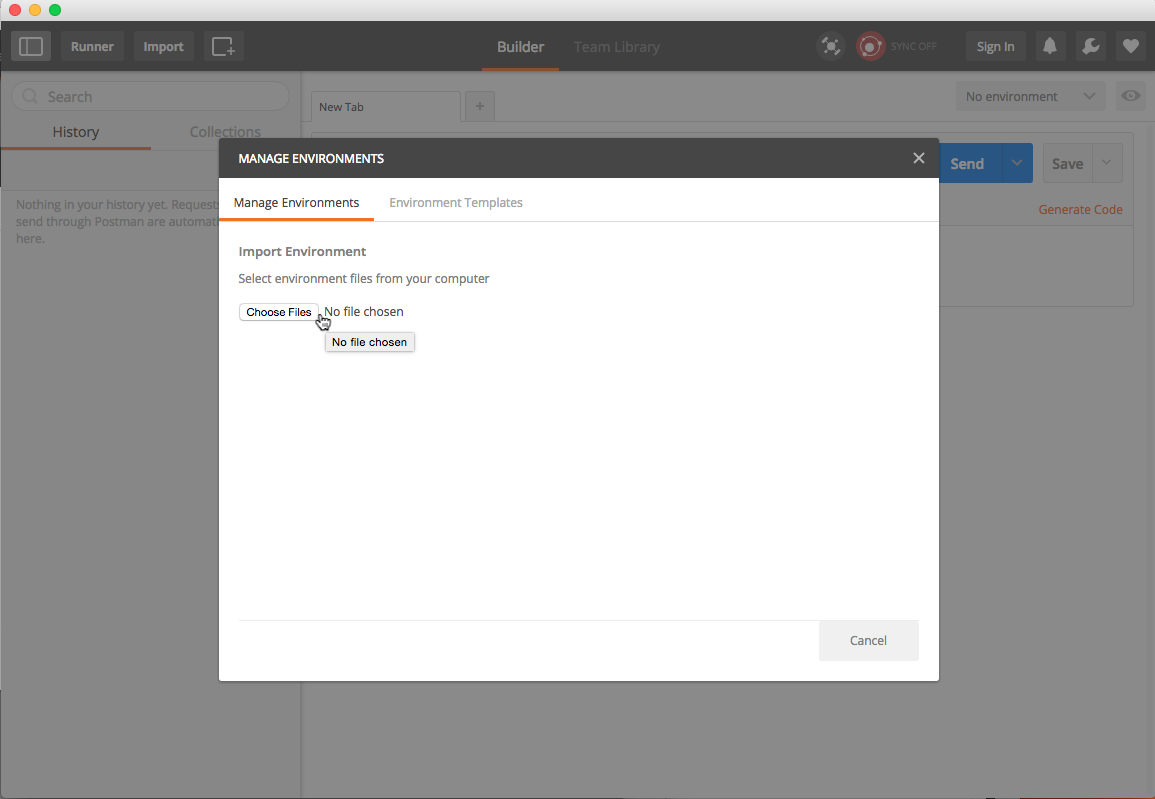 Runner
Import
Builder
Team Library
SYNC OFF
Sign In
Search
New Tab
+
No environment
History
Collections
MANAGE ENVIRONMENTS
Send
Save
Nothing in your history yet. Requests
send through Postman are automat
here.
Manage Environments
Environment Templates
Generate Code
Import Environment
Select environment files from your computer
Choose Files
No file chosen
No file chosen
Cancel